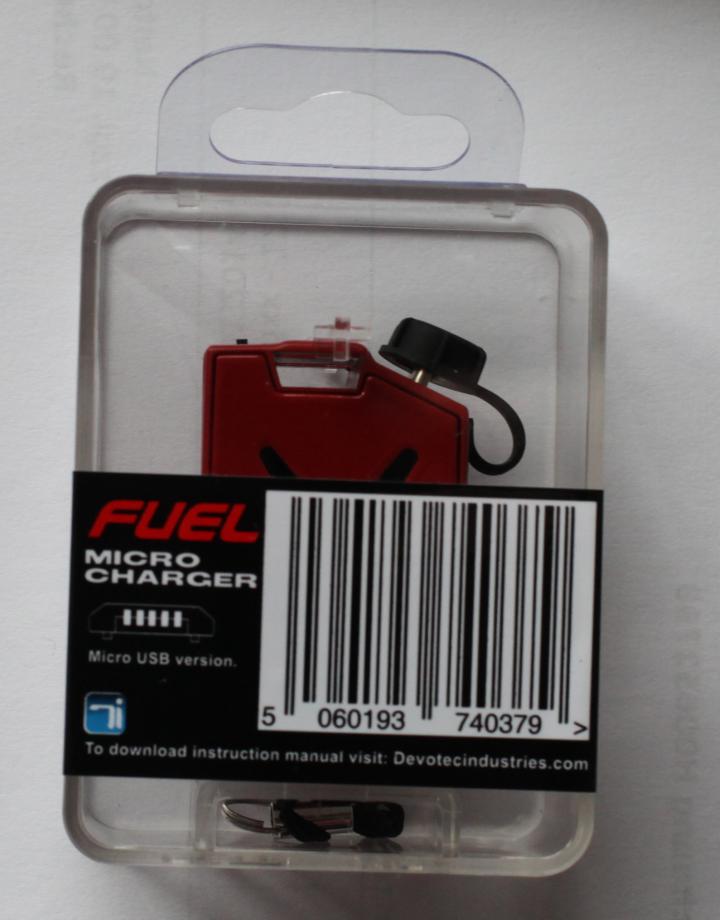 FUEL
MICRO
CHARGER
Micro USB version.
5 060193 740379 >
To download instruction manual visit: Devotecindustries.com